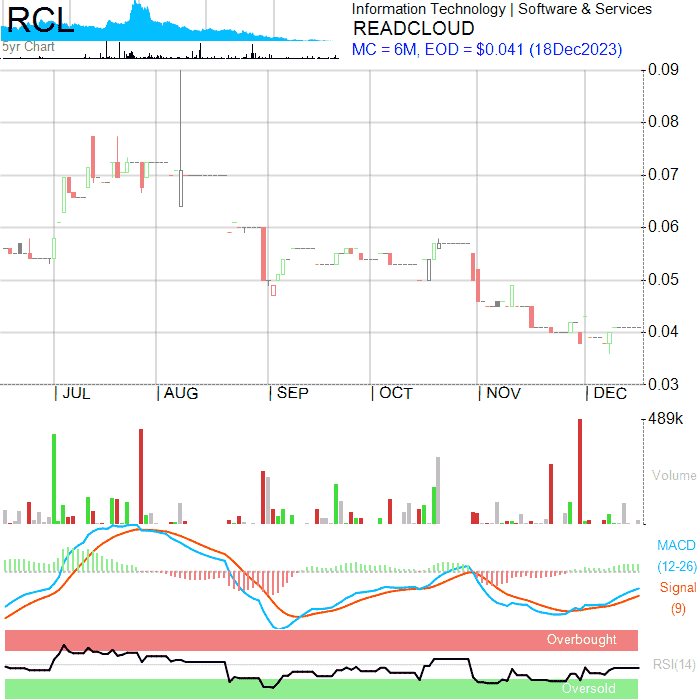 RCL
5yr Chart
Information Technology | Software & Services
READCLOUD
MC = 6M, EOD = $0.041 (18Dec2023)
0.09
0.08
0.07
0.06
0.05
0.04
0.03
| JUL | AUG | SEP | OCT | NOV | DEC
489k
Volume
MACD
(12-26)
Signal
(9)
Overbought
RSI(14)
Oversold